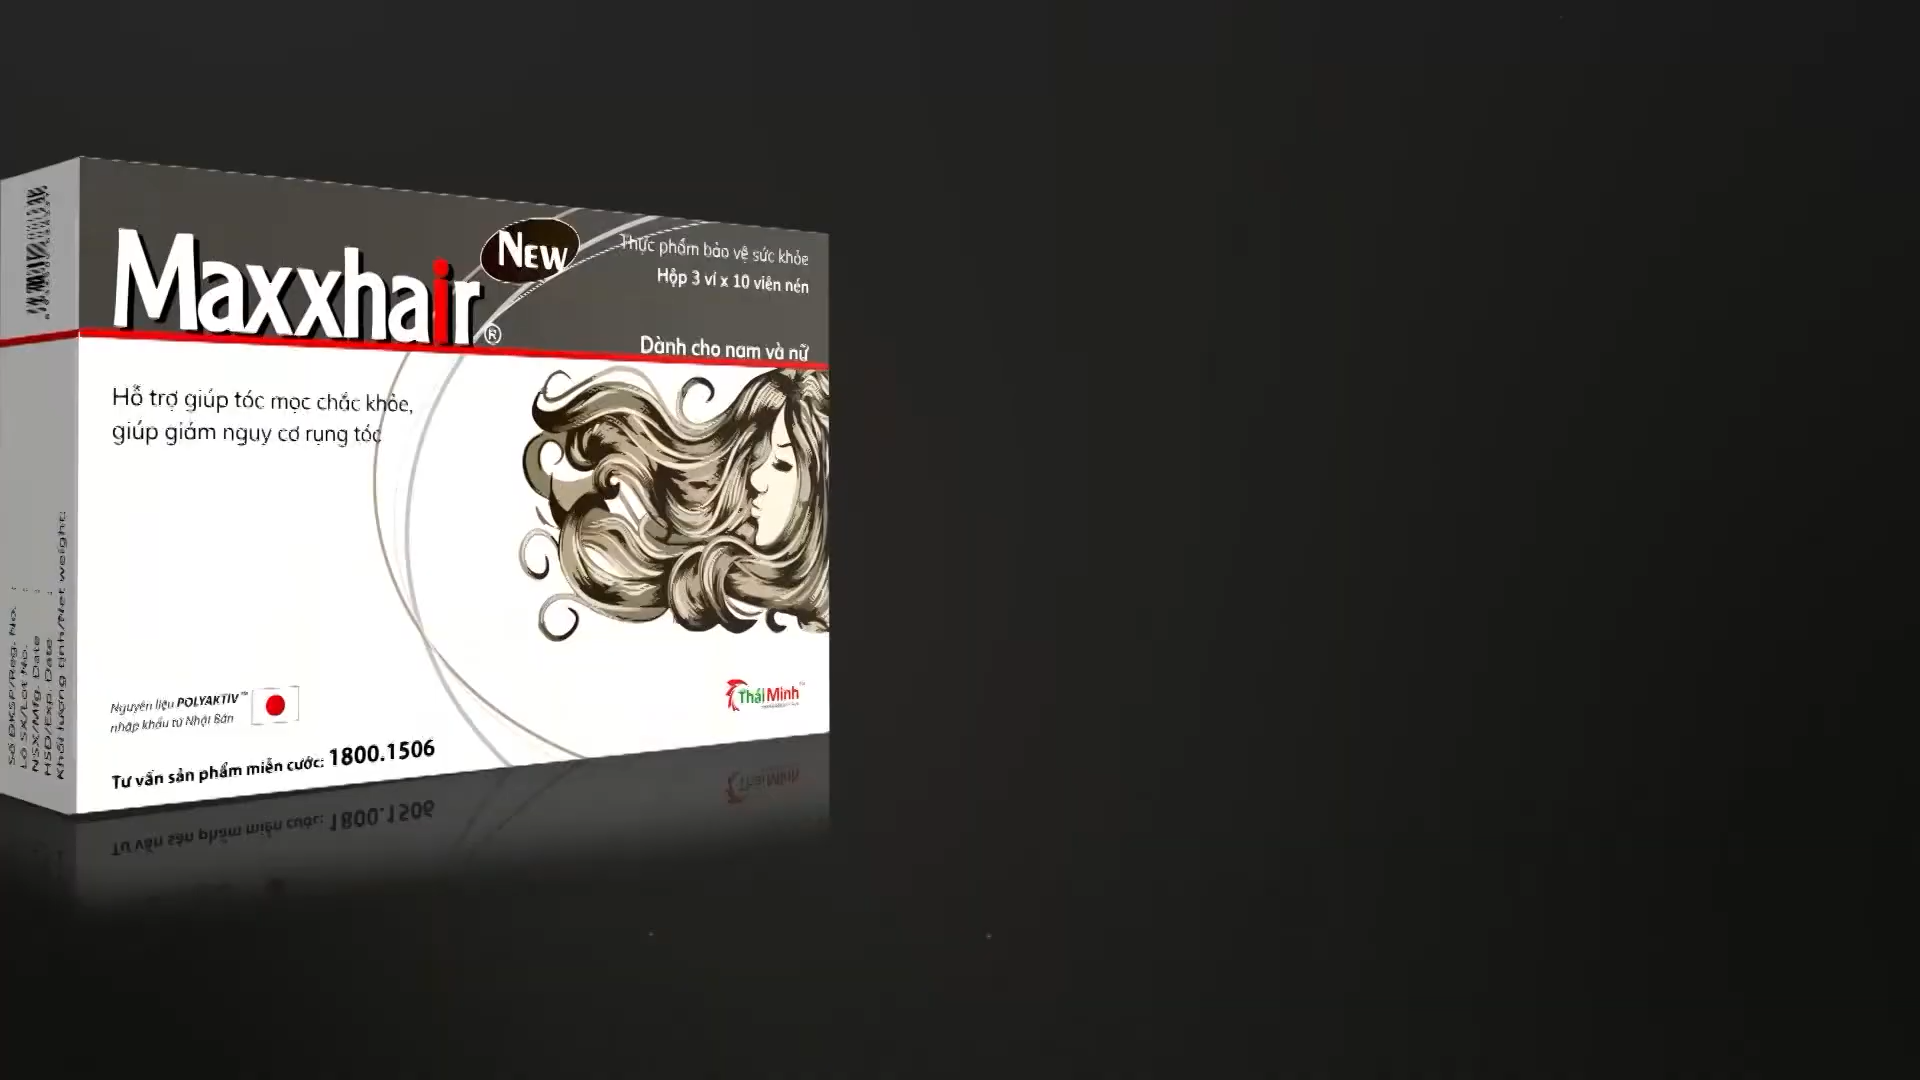 Maxxhair®
NEW
Thực phẩm bảo vệ sức khỏe
Hộp 3 vỉ x 10 viên nén
Dành cho nam và nữ
Hỗ trợ giúp tóc mọc chắc khỏe,
giúp giảm nguy cơ rụng tóc
Nguyên liệu POLYAKTIV™
nhập khẩu từ Nhật Bản
Thái Minh
Tư vấn sản phẩm miễn cước: 1800.1506
Số ĐKSP/Reg. No. :
Lô SX/Lot No. :
NSX/Mfg. Date :
HSD/Exp. Date :
Khối lượng tịnh/Net weight: